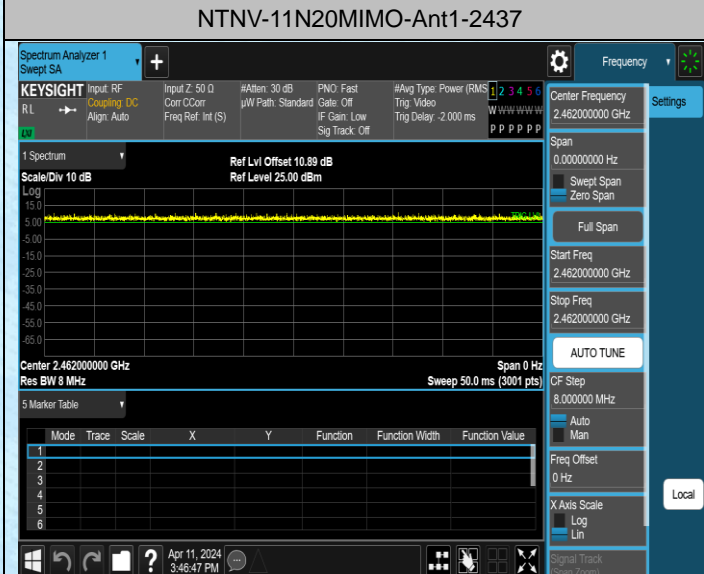 NTNV-11N20MIMO-Ant1-2437
Spectrum Analyzer 1
Swept SA
Frequency
KEYSIGHT
RL
Input: RF
Coupling: DC
Align: Auto
Input Z: 50 Ω
Corr CCorr
Freq Ref: Int (S)
#Atten: 30 dB
µW Path: Standard
PNO: Fast
Gate: Off
IF Gain: Low
Sig Track: Off
#Avg Type: Power (RMS
Trig: Video
Trig Delay: -2.000 ms
1 2 3 4 5 6
W W W W W W
P P P P P P
1 Spectrum
Scale/Div 10 dB
Log
Ref Lvl Offset 10.89 dB
Ref Level 25.00 dBm
15.0
5.00
-5.00
-15.0
-25.0
-35.0
-45.0
-55.0
-65.0
Center 2.462000000 GHz
Res BW 8 MHz
Span 0 Hz
Sweep 50.0 ms (3001 pts)
5 Marker Table
Mode Trace Scale X Y Function Function Width Function Value
1
2
3
4
5
6
Apr 11, 2024
3:46:47 PM
Settings
Center Frequency
2.462000000 GHz
Span
0.00000000 Hz
Swept Span
Zero Span
Full Span
Start Freq
2.462000000 GHz
Stop Freq
2.462000000 GHz
AUTO TUNE
CF Step
8.000000 MHz
Auto
Man
Freq Offset
0 Hz
X Axis Scale
Log
Lin
Signal Track
(Span Zoom)
Local